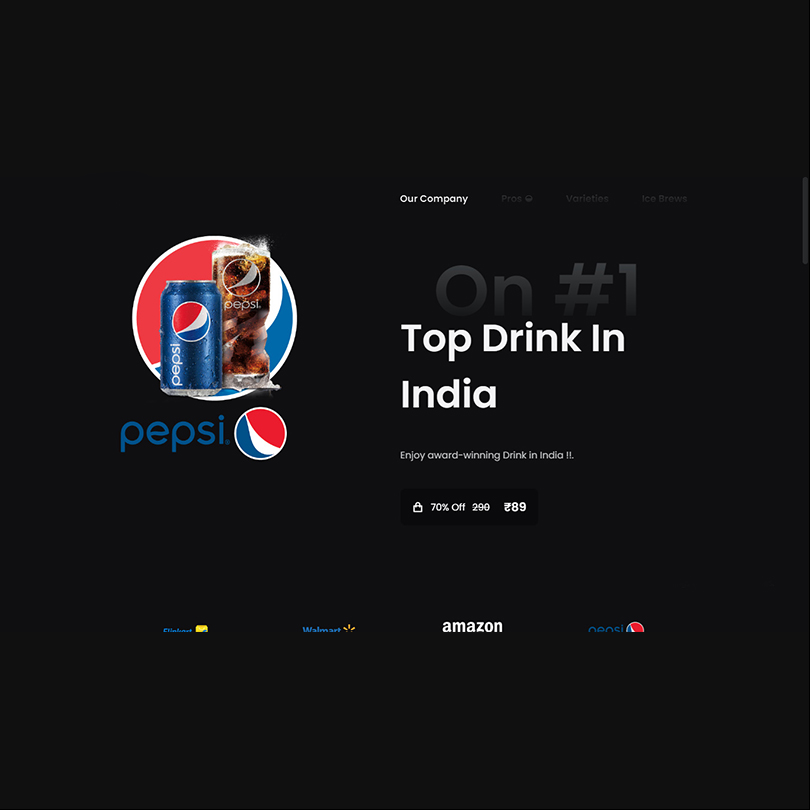 Our Company Pros Varieties Ice Brews
On #1
Top Drink In
India
pepsi
pepsi
pepsi
Enjoy award-winning Drink in India !!.
70% Off 290 ₹89
Flipkart Walmart amazon pepsi